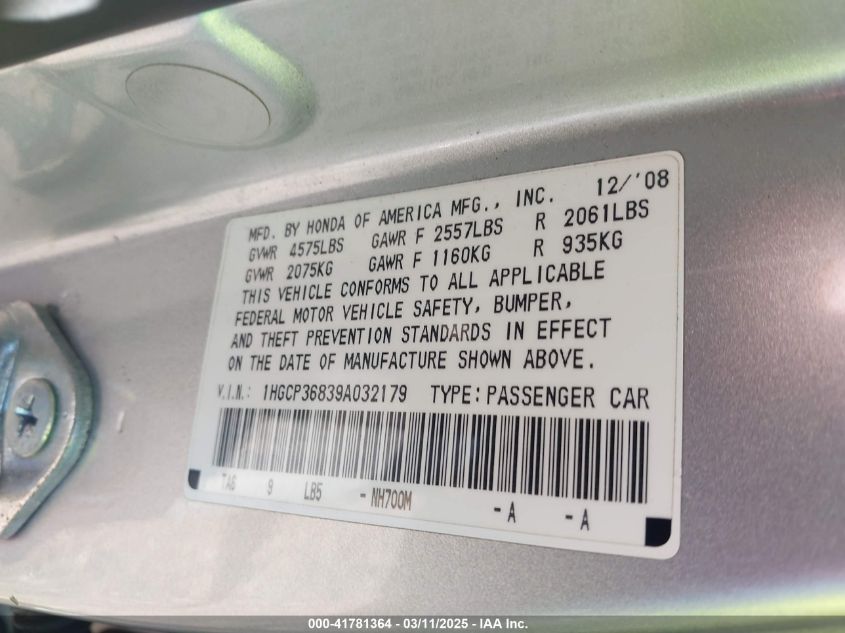 MFD. BY HONDA OF AMERICA MFG., INC. 12/'08
GVWR 4575LBS GAWR F 2557LBS R 2061LBS
GVWR 2075KG GAWR F 1160KG R 935KG
THIS VEHICLE CONFORMS TO ALL APPLICABLE
FEDERAL MOTOR VEHICLE SAFETY, BUMPER,
AND THEFT PREVENTION STANDARDS IN EFFECT
ON THE DATE OF MANUFACTURE SHOWN ABOVE.
V.I.N.: 1HGCP36839A032179 TYPE: PASSENGER CAR
TA6 9 LB5 - NH700M - A - A
000-41781364 - 03/11/2025 - IAA Inc.